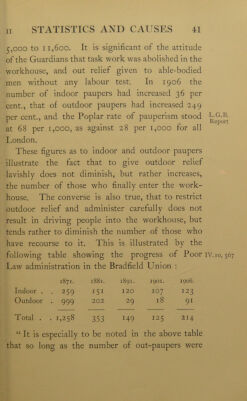 II STATISTICS AND CAUSES 41
5,000 to 11,600. It is significant of the attitude
of the Guardians that task work was abolished in the
workhouse, and out relief given to able-bodied
men without any labour test. In 1906 the
number of indoor paupers had increased 36 per
cent., that of outdoor paupers had increased 249
per cent., and the Poplar rate of pauperism stood L.G.B.
Report
at 68 per 1,000, as against 28 per 1,000 for all
London.
These figures as to indoor and outdoor paupers
illustrate the fact that to give outdoor relief
lavishly does not diminish, but rather increases,
the number of those who finally enter the work-
house. The converse is also true, that to restrict
outdoor relief and administer carefully does not
result in driving people into the workhouse, but
tends rather to diminish the number of those who
have recourse to it. This is illustrated by the
following table showing the progress of Poor IV. 10, 367
Law administration in the Bradfield Union :
1871. 1881. 1891. 1901. 1906.
Indoor . . 259 151 120 107 123
Outdoor . 999 202 29 18 91
Total . . 1,258 353 149 125 214
“It is especially to be noted in the above table
that so long as the number of out-paupers were